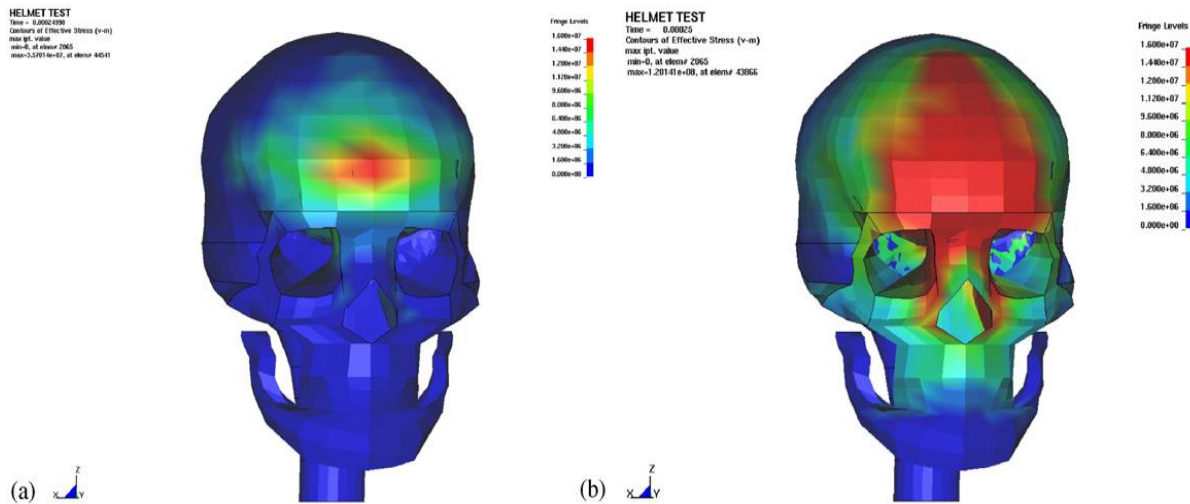 HELMET TEST
Time = 0.00024998
Contours of Effective Stress (v-m)
max ipt. value
min=0, at elem# 2865
max=3.57014e+07, at elem# 44541
Fringe Levels
1.600e+07
1.440e+07
1.280e+07
1.120e+07
9.600e+06
8.000e+06
6.400e+06
4.800e+06
3.200e+06
1.600e+06
0.000e+00
(a)
Z
X
Y
HELMET TEST
Time = 0.00025
Contours of Effective Stress (v-m)
max ipt. value
min=0, at elem# 2865
max=1.20141e+08, at elem# 43866
Fringe Levels
1.600e+07
1.440e+07
1.280e+07
1.120e+07
9.600e+06
8.000e+06
6.400e+06
4.800e+06
3.200e+06
1.600e+06
0.000e+00
(b)
Z
X
Y